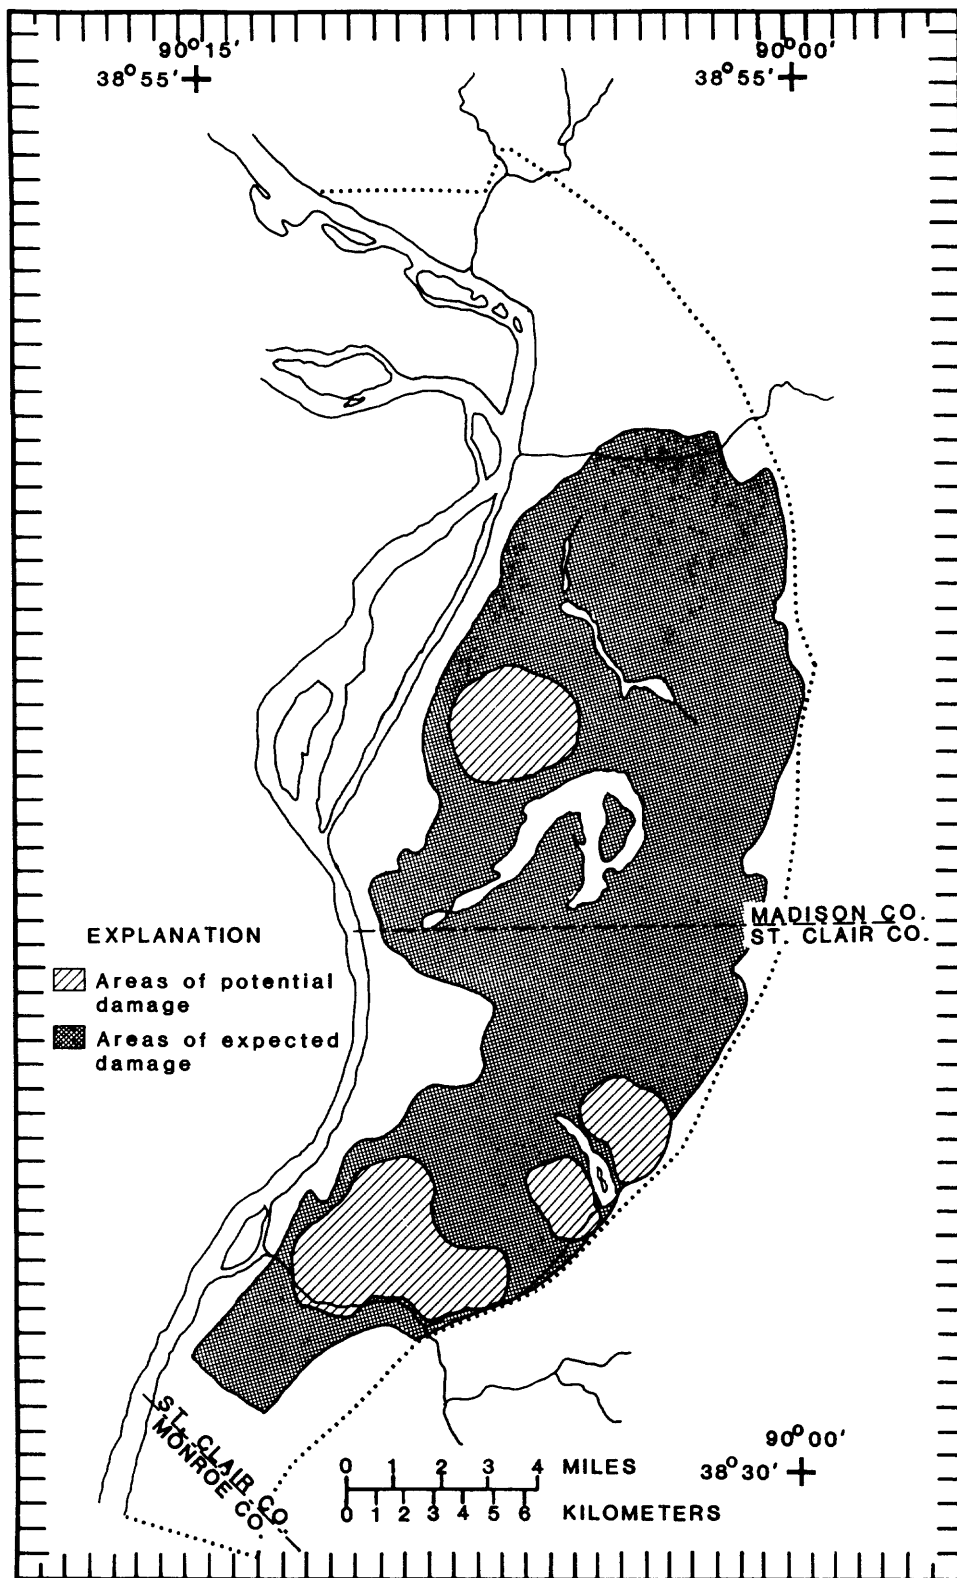 90°15'
38°55'
90°00'
38°55'
MADISON CO.
ST. CLAIR CO.
EXPLANATION
Areas of potential
damage
Areas of expected
damage
ST. CLAIR CO.
MONROE CO.
90°00'
38°30'
0 1 2 3 4 MILES
0 1 2 3 4 5 6 KILOMETERS